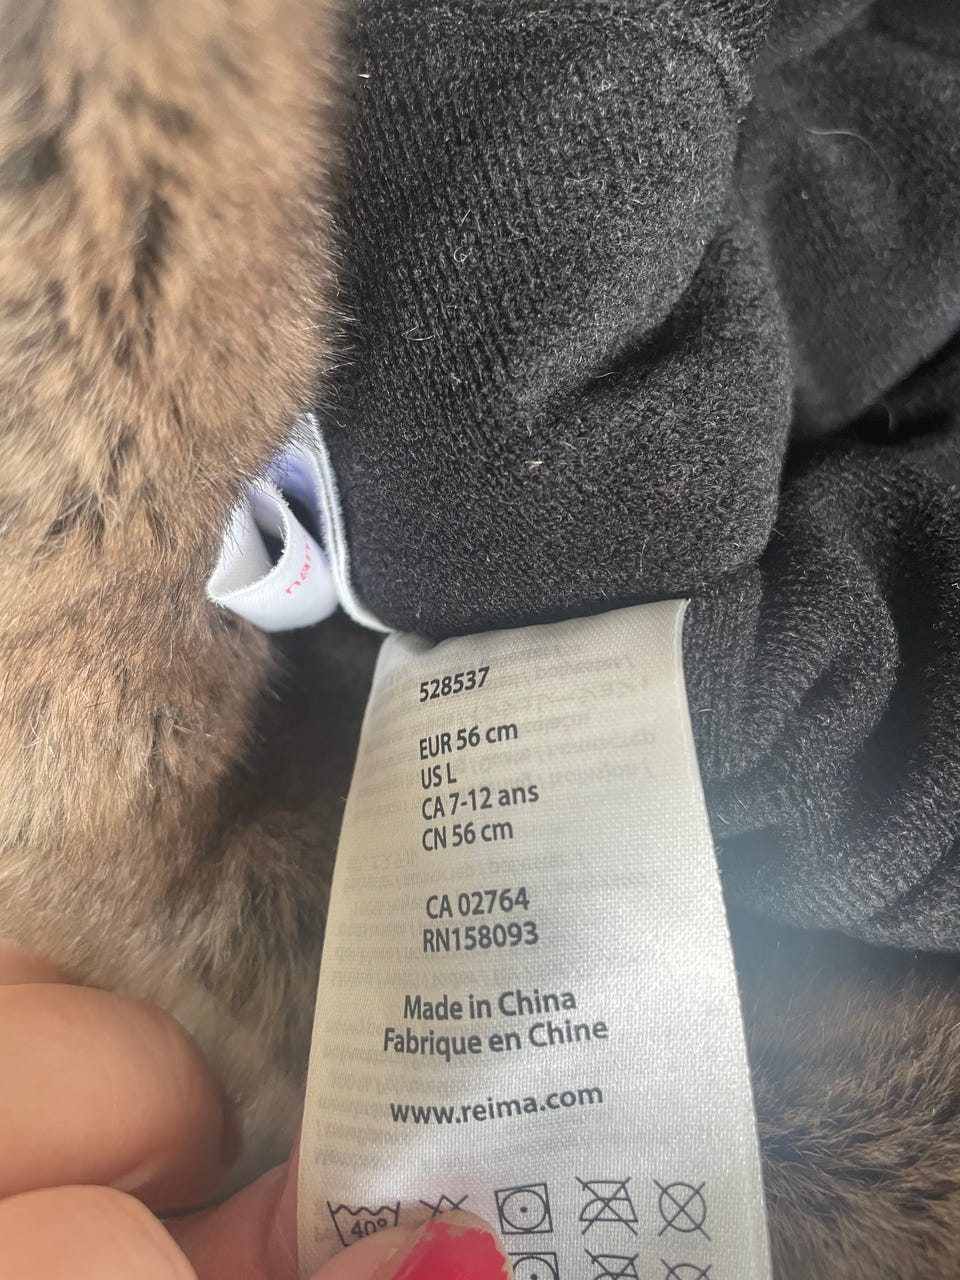 528537
EUR 56 cm
US L
CA 7-12 ans
CN 56 cm
CA 02764
RN158093
Made in China
Fabrique en Chine
www.reima.com
40°